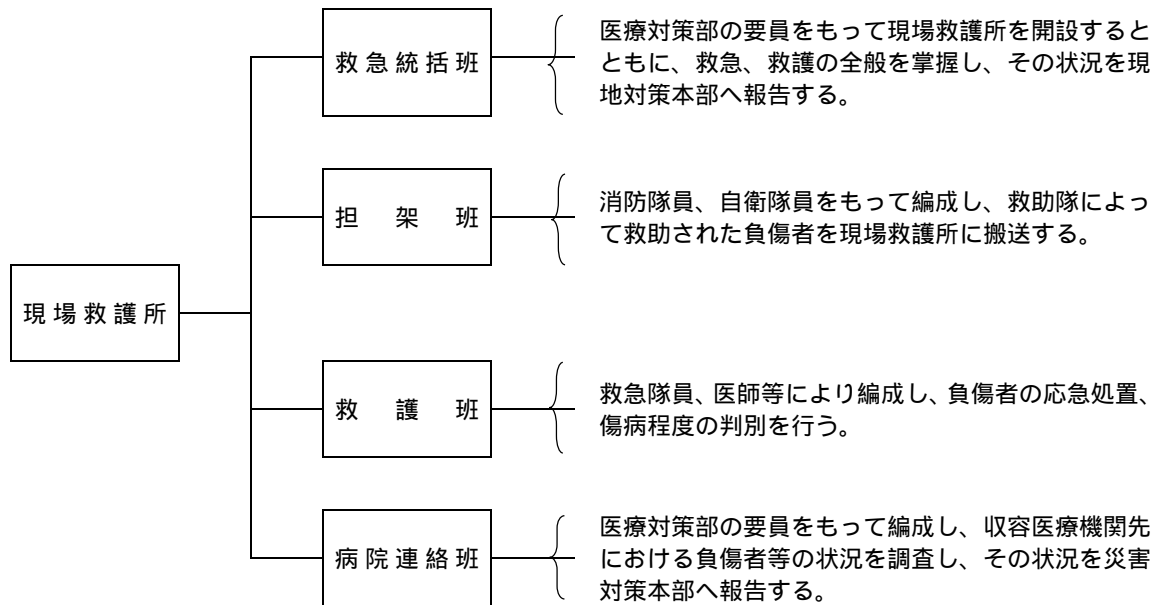 救急統括班
医療対策部の要員をもって現場救護所を開設すると
ともに、救急、救護の全般を掌握し、その状況を現
地対策本部へ報告する。
担架班
消防隊員、自衛隊員をもって編成し、救助隊によっ
て救助された負傷者を現場救護所に搬送する。
現場救護所
救護班
救急隊員、医師等により編成し、負傷者の応急処置、
傷病程度の判別を行う。
病院連絡班
医療対策部の要員をもって編成し、収容医療機関先
における負傷者等の状況を調査し、その状況を災害
対策本部へ報告する。